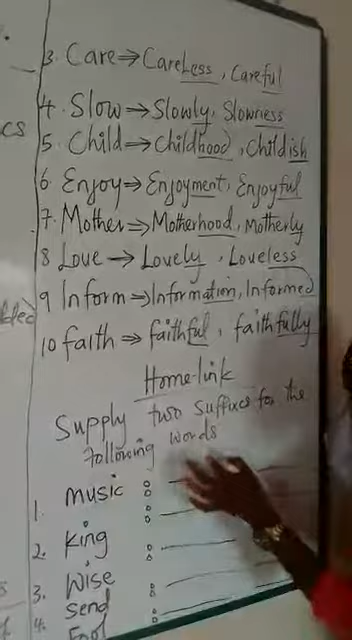 3. Care → Careless, Careful
4. Slow → Slowly, Slowness
5. Child → Childhood, Childish
6 Enjoy → Enjoyment, Enjoyful
7. Mother → Motherhood, Motherly
8 Love → Lovely, Loveless
9 Inform → Information, Informed
10 faith → faithful, faithfully
Home-link
Supply two suffixes for the
following words
1. music :
2. King :
3. Wise :
4. Send :